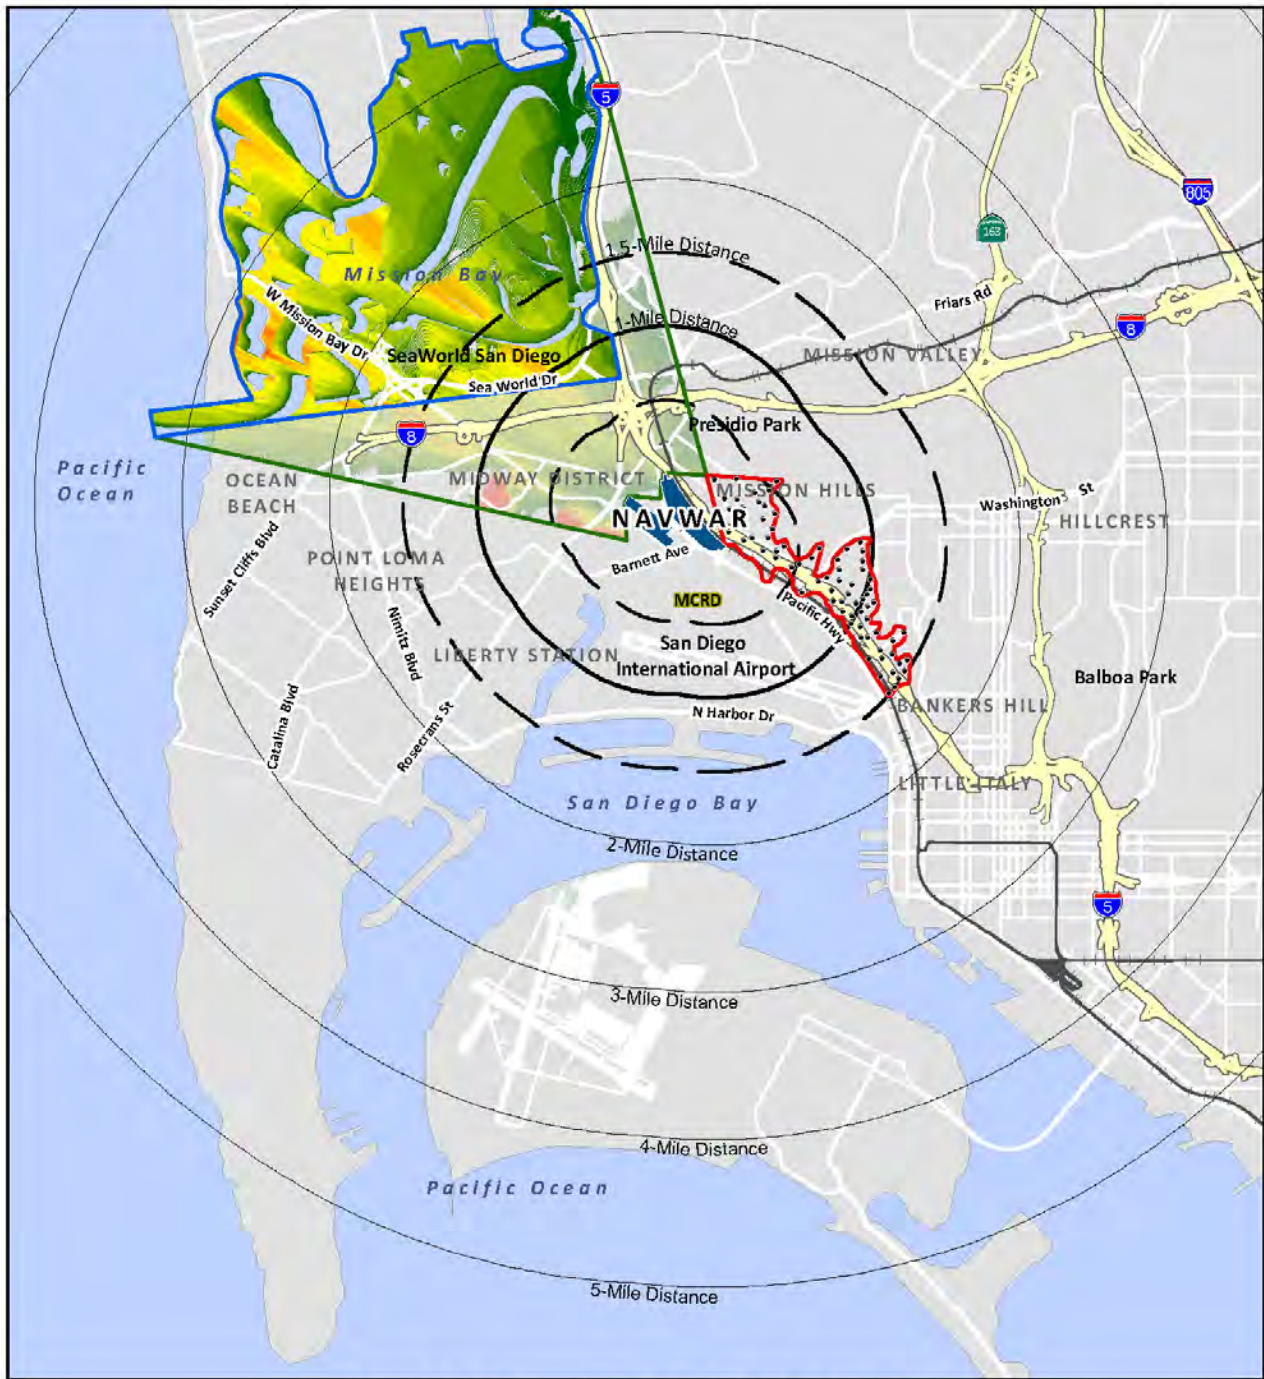 5
805
163
1.5-Mile Distance
Mission Bay
Friars Rd
W Mission Bay Dr
1-Mile Distance
8
MISSION VALLEY
SeaWorld San Diego
Sea World Dr
Presidio Park
8
Pacific
Ocean
OCEAN
BEACH
MIDWAY DISTRICT
MISSION HILLS
Washington St
HILLCREST
NAVWAR
Sunset Cliffs Blvd
POINT LOMA
HEIGHTS
Barnett Ave
MCRD
Pacific Hwy
Nimitz Blvd
LIBERTY STATION
San Diego
International Airport
Balboa Park
Catalina Blvd
Rosecrans St
N Harbor Dr
BANKERS HILL
LITTLE ITALY
San Diego Bay
2-Mile Distance
5
3-Mile Distance
4-Mile Distance
Pacific Ocean
5-Mile Distance